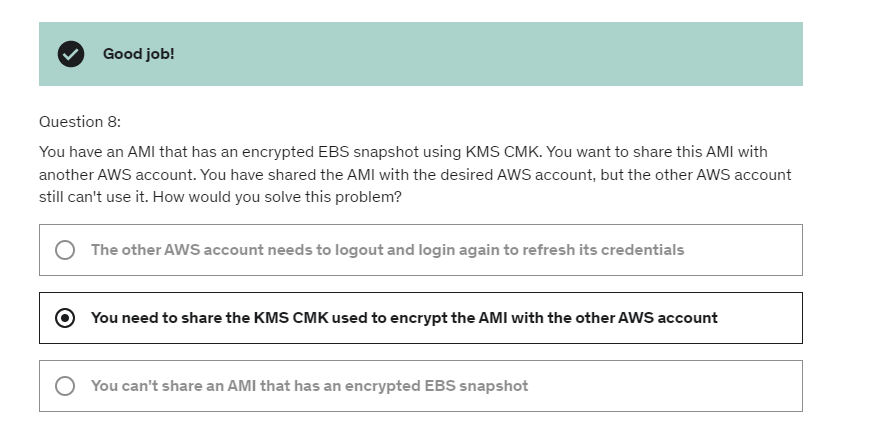 Good job!
Question 8:
You have an AMI that has an encrypted EBS snapshot using KMS CMK. You want to share this AMI with
another AWS account. You have shared the AMI with the desired AWS account, but the other AWS account
still can't use it. How would you solve this problem?
The other AWS account needs to logout and login again to refresh its credentials
You need to share the KMS CMK used to encrypt the AMI with the other AWS account
You can't share an AMI that has an encrypted EBS snapshot